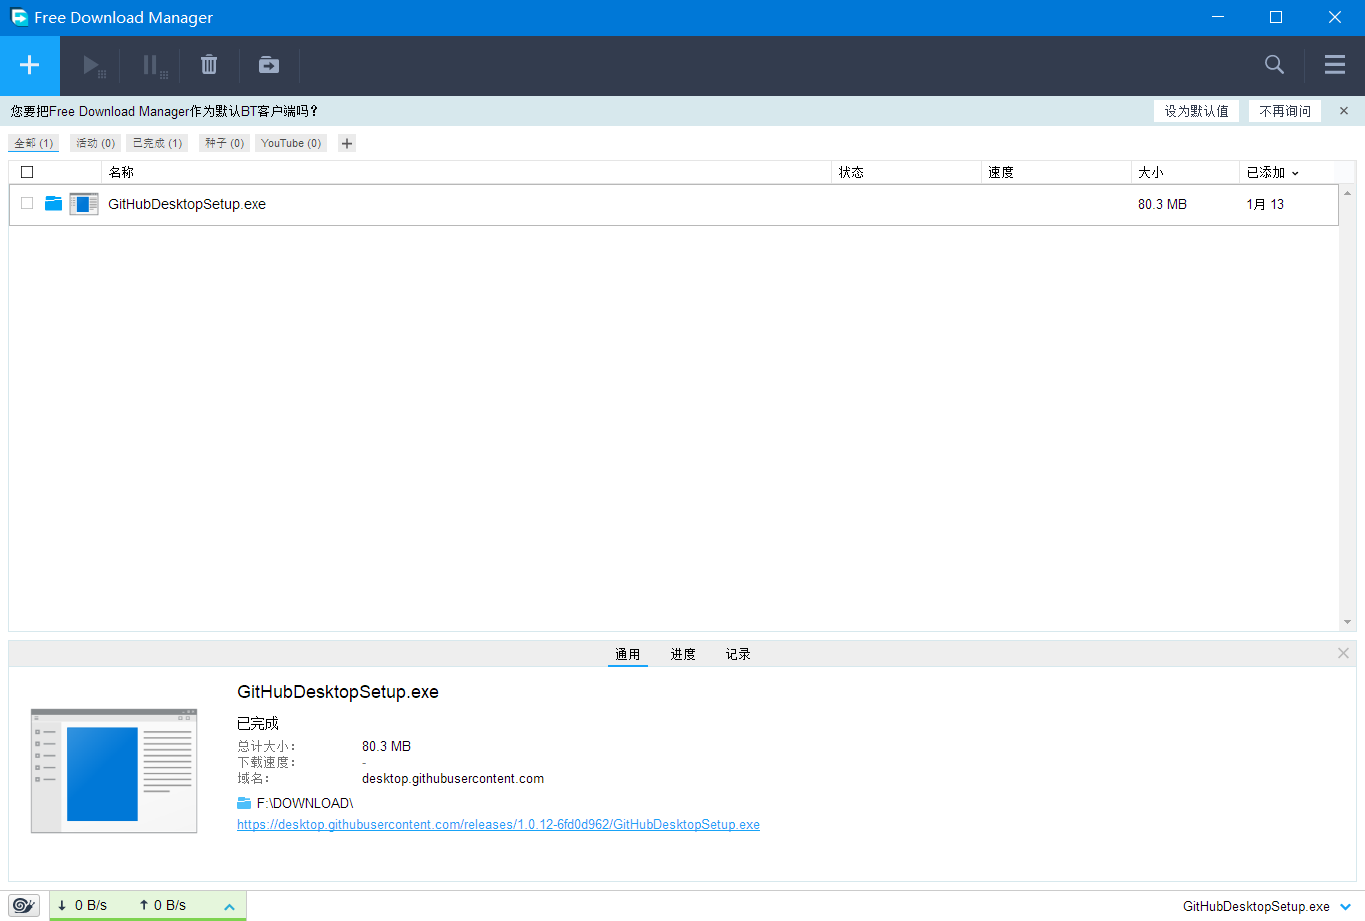 Free Download Manager
您要把Free Download Manager作为默认BT客户端吗?
设为默认值
不再询问
全部 (1)
活动 (0)
已完成 (1)
种子 (0)
YouTube (0)
名称
状态
速度
大小
已添加
GitHubDesktopSetup.exe
80.3 MB
1月 13
通用
进度
记录
GitHubDesktopSetup.exe
已完成
总计大小: 80.3 MB
下载速度: -
域名: desktop.githubusercontent.com
F:\DOWNLOAD\
https://desktop.githubusercontent.com/releases/1.0.12-6fd0d962/GitHubDesktopSetup.exe
0 B/s
0 B/s
GitHubDesktopSetup.exe